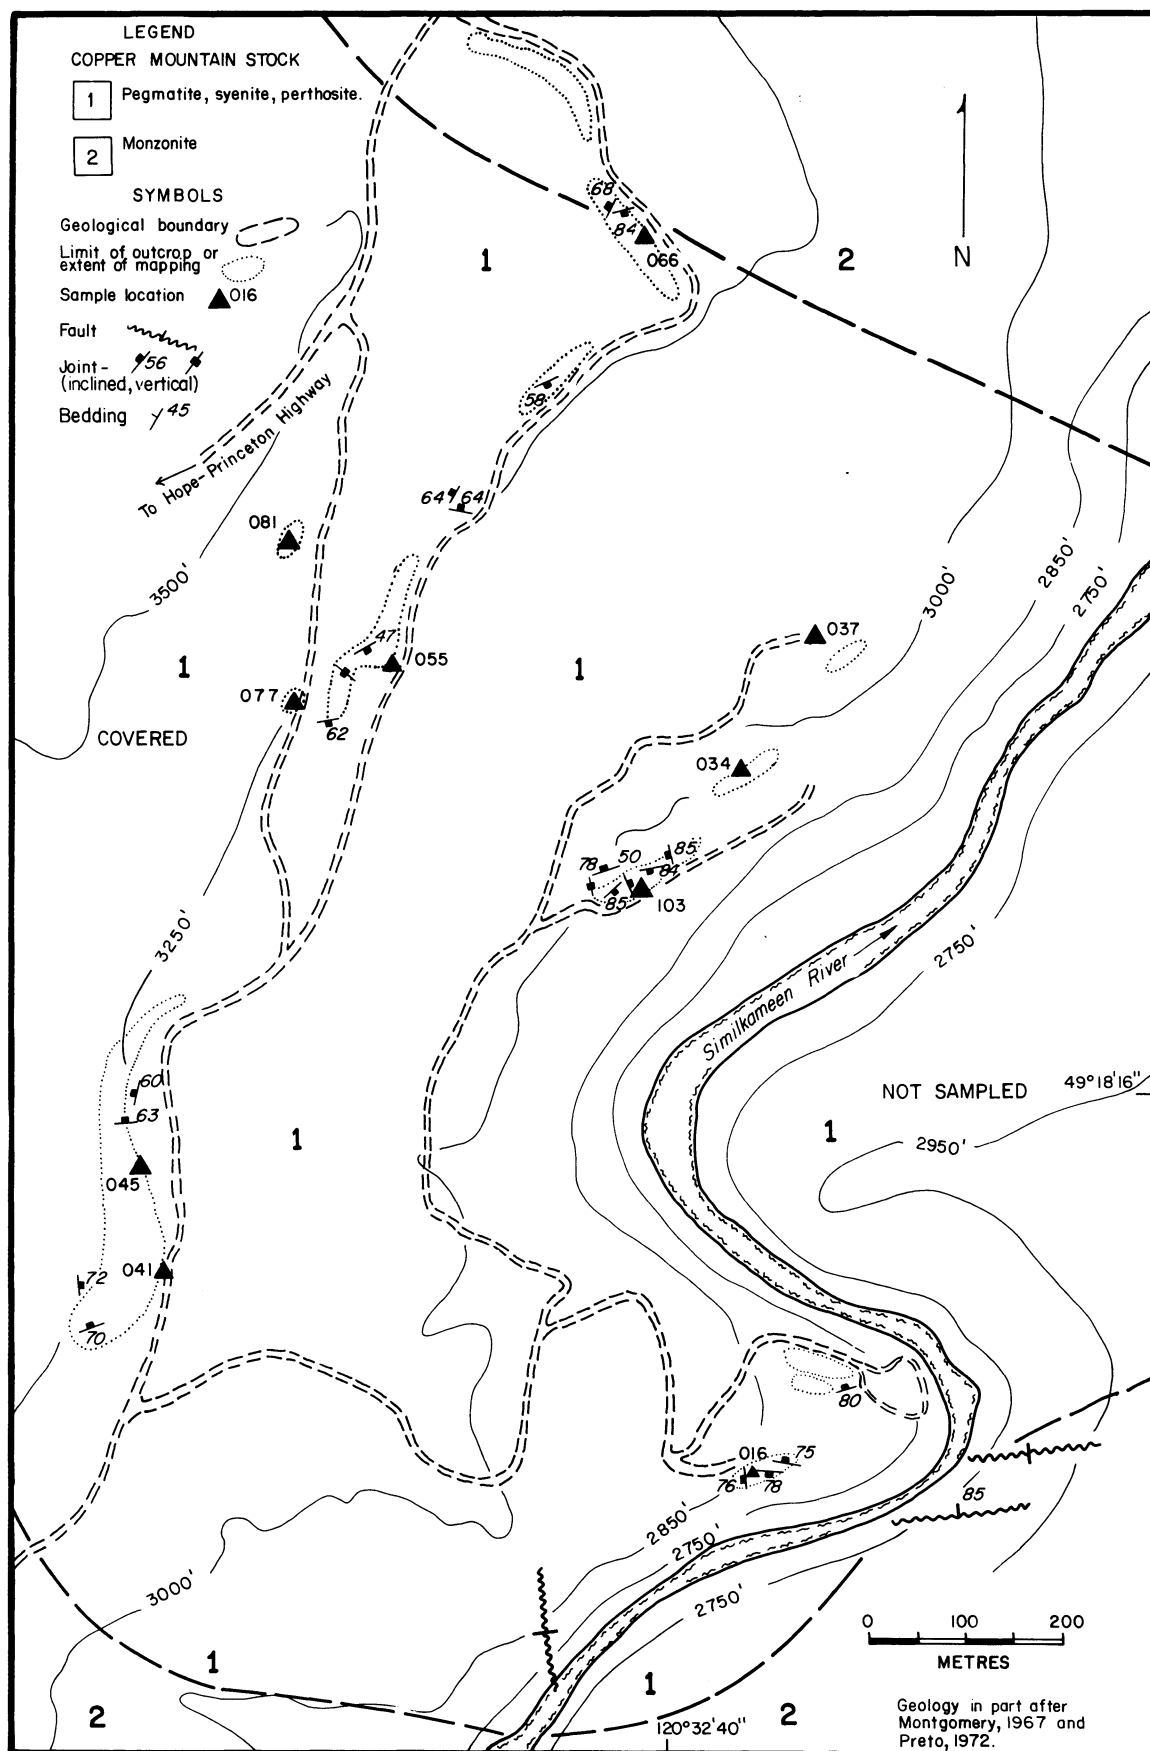 LEGEND
COPPER MOUNTAIN STOCK
1 Pegmatite, syenite, perthosite.
2 Monzonite
SYMBOLS
Geological boundary
Limit of outcrop or
extent of mapping
Sample location 016
Fault
Joint - 56
(inclined, vertical)
Bedding 45
To Hope-Princeton Highway
N
68
84
066
1
2
58
64 64
081
3500'
2850'
2750'
3000'
037
47
055
1
1
077
62
COVERED
034
78 50 85
84
85 103
3250'
2750'
Similkameen River
NOT SAMPLED
49°18'16"
60
63
1
1
2950'
045
041
72
70
80
016 75
76 78
85
2850'
2750'
3000'
2750'
0 100 200
METRES
1
1
2
2
120°32'40"
Geology in part after
Montgomery, 1967 and
Preto, 1972.